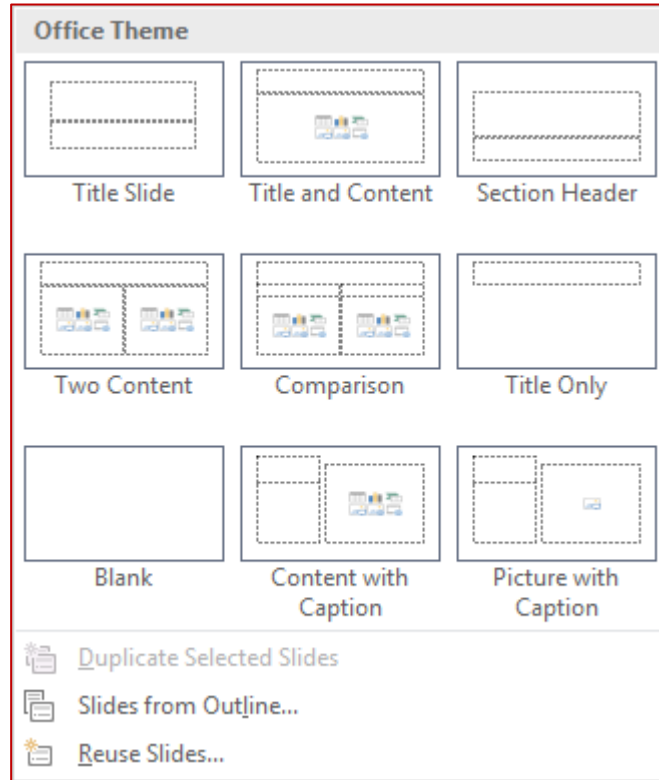 Office Theme
Title Slide
Title and Content
Section Header
Two Content
Comparison
Title Only
Blank
Content with
Caption
Picture with
Caption
Duplicate Selected Slides
Slides from Outline...
Reuse Slides...